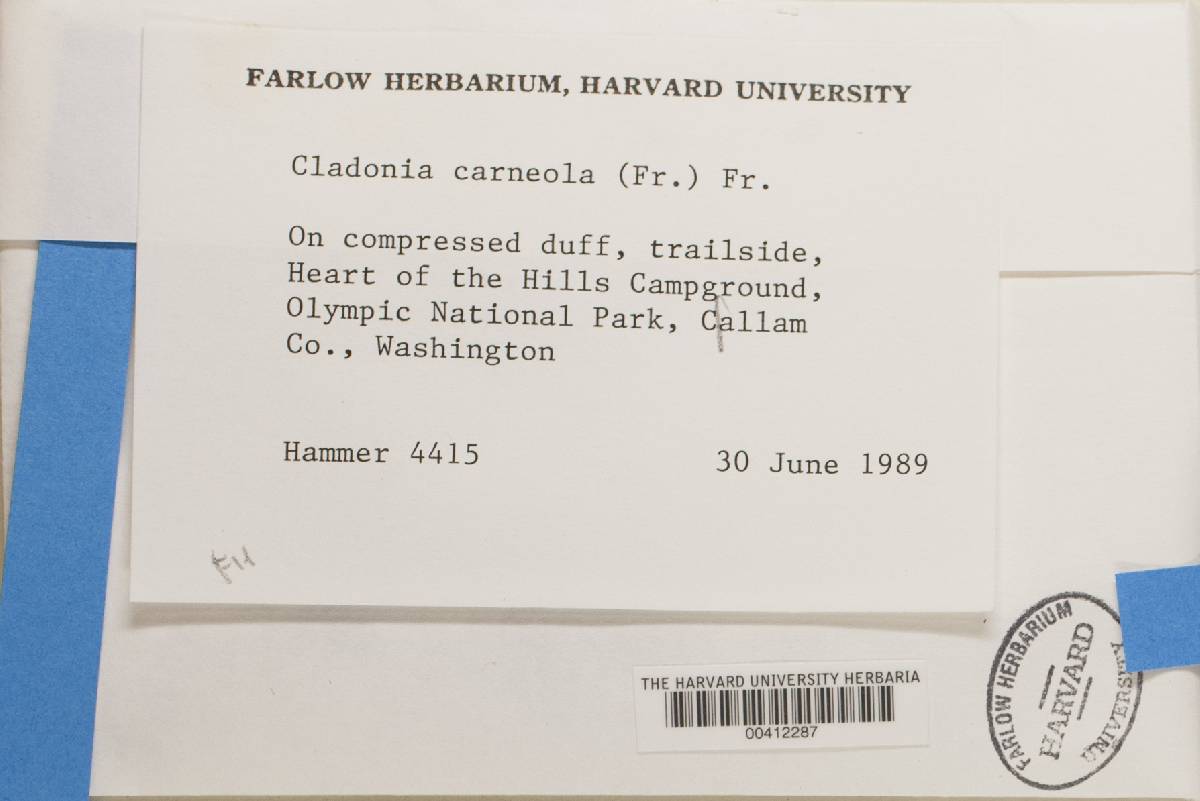 FARLOW HERBARIUM, HARVARD UNIVERSITY
Cladonia carneola (Fr.) Fr.
On compressed duff, trailside,
Heart of the Hills Campground,
Olympic National Park, Callam
Co., Washington
Hammer 4415 30 June 1989
FH
THE HARVARD UNIVERSITY HERBARIA
00412287
FARLOW HERBARIUM
HARVARD
UNIVERSITY